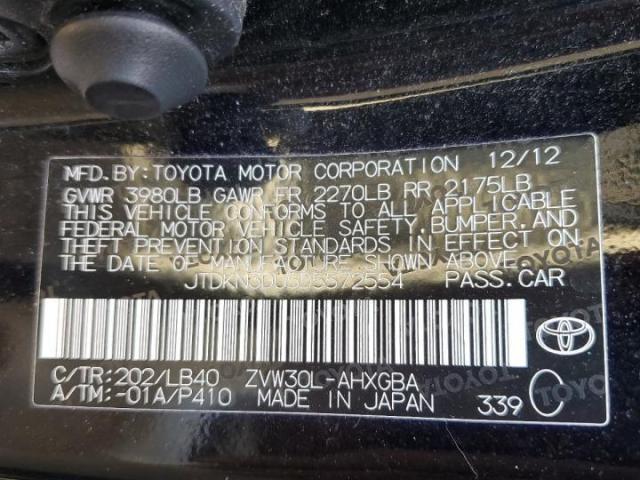 MFD.BY:TOYOTA MOTOR CORPORATION 12/12
GVWR 3980LB GAWR FR 2270LB RR 2175LB
THIS VEHICLE CONFORMS TO ALL APPLICABLE
FEDERAL MOTOR VEHICLE SAFETY,BUMPER,AND
THEFT PREVENTION STANDARDS IN EFFECT ON
THE DATE OF MANUFACTURE SHOWN ABOVE.
JTDKN3DU5D5572554 PASS.CAR
C/TR:202/LB40 ZVW30L-AHXGBA
A/TM:-01A/P410 MADE IN JAPAN 339 C
TOYOTA